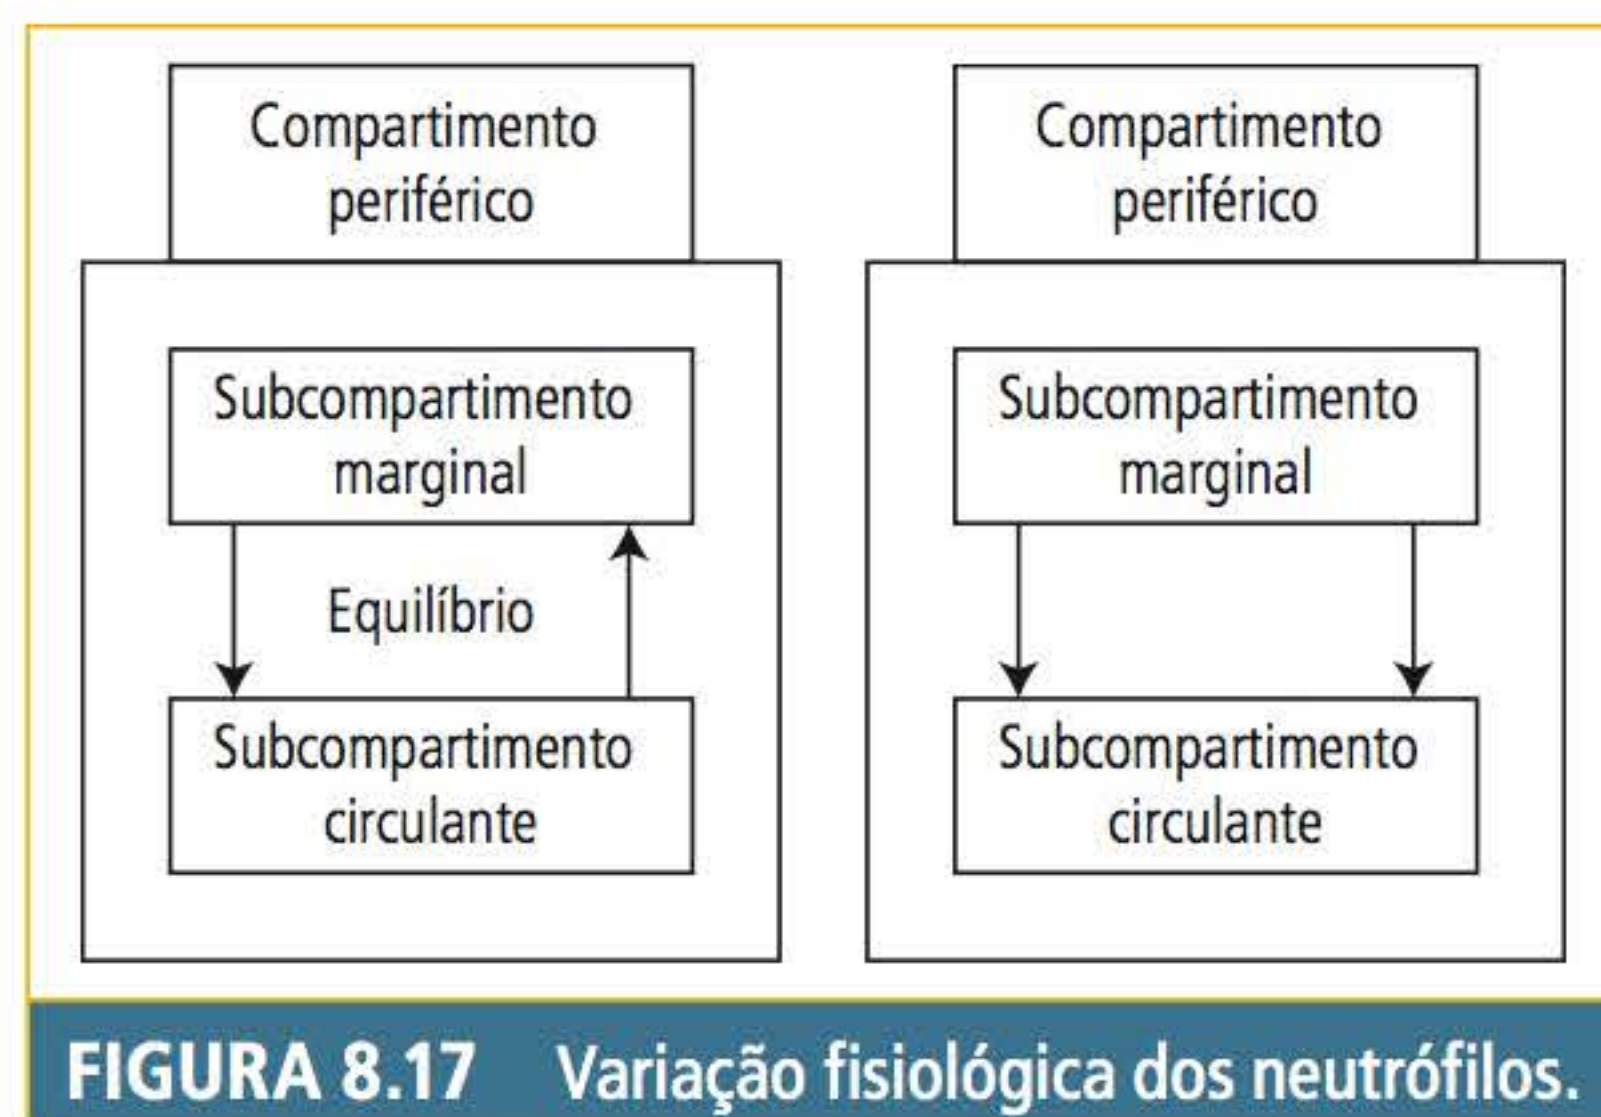 Compartimento
periférico
Subcompartimento
marginal
Equilíbrio
Subcompartimento
circulante
Compartimento
periférico
Subcompartimento
marginal
Subcompartimento
circulante
FIGURA 8.17 Variação fisiológica dos neutrófilos.